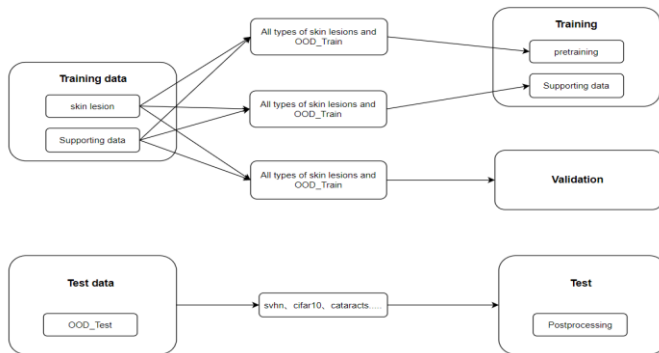 Training data
skin lesion
Supporting data
All types of skin lesions and
OOD_Train
All types of skin lesions and
OOD_Train
All types of skin lesions and
OOD_Train
Training
pretraining
Supporting data
Validation
Test data
OOD_Test
svhn、cifar10、cataracts.....
Test
Postprocessing